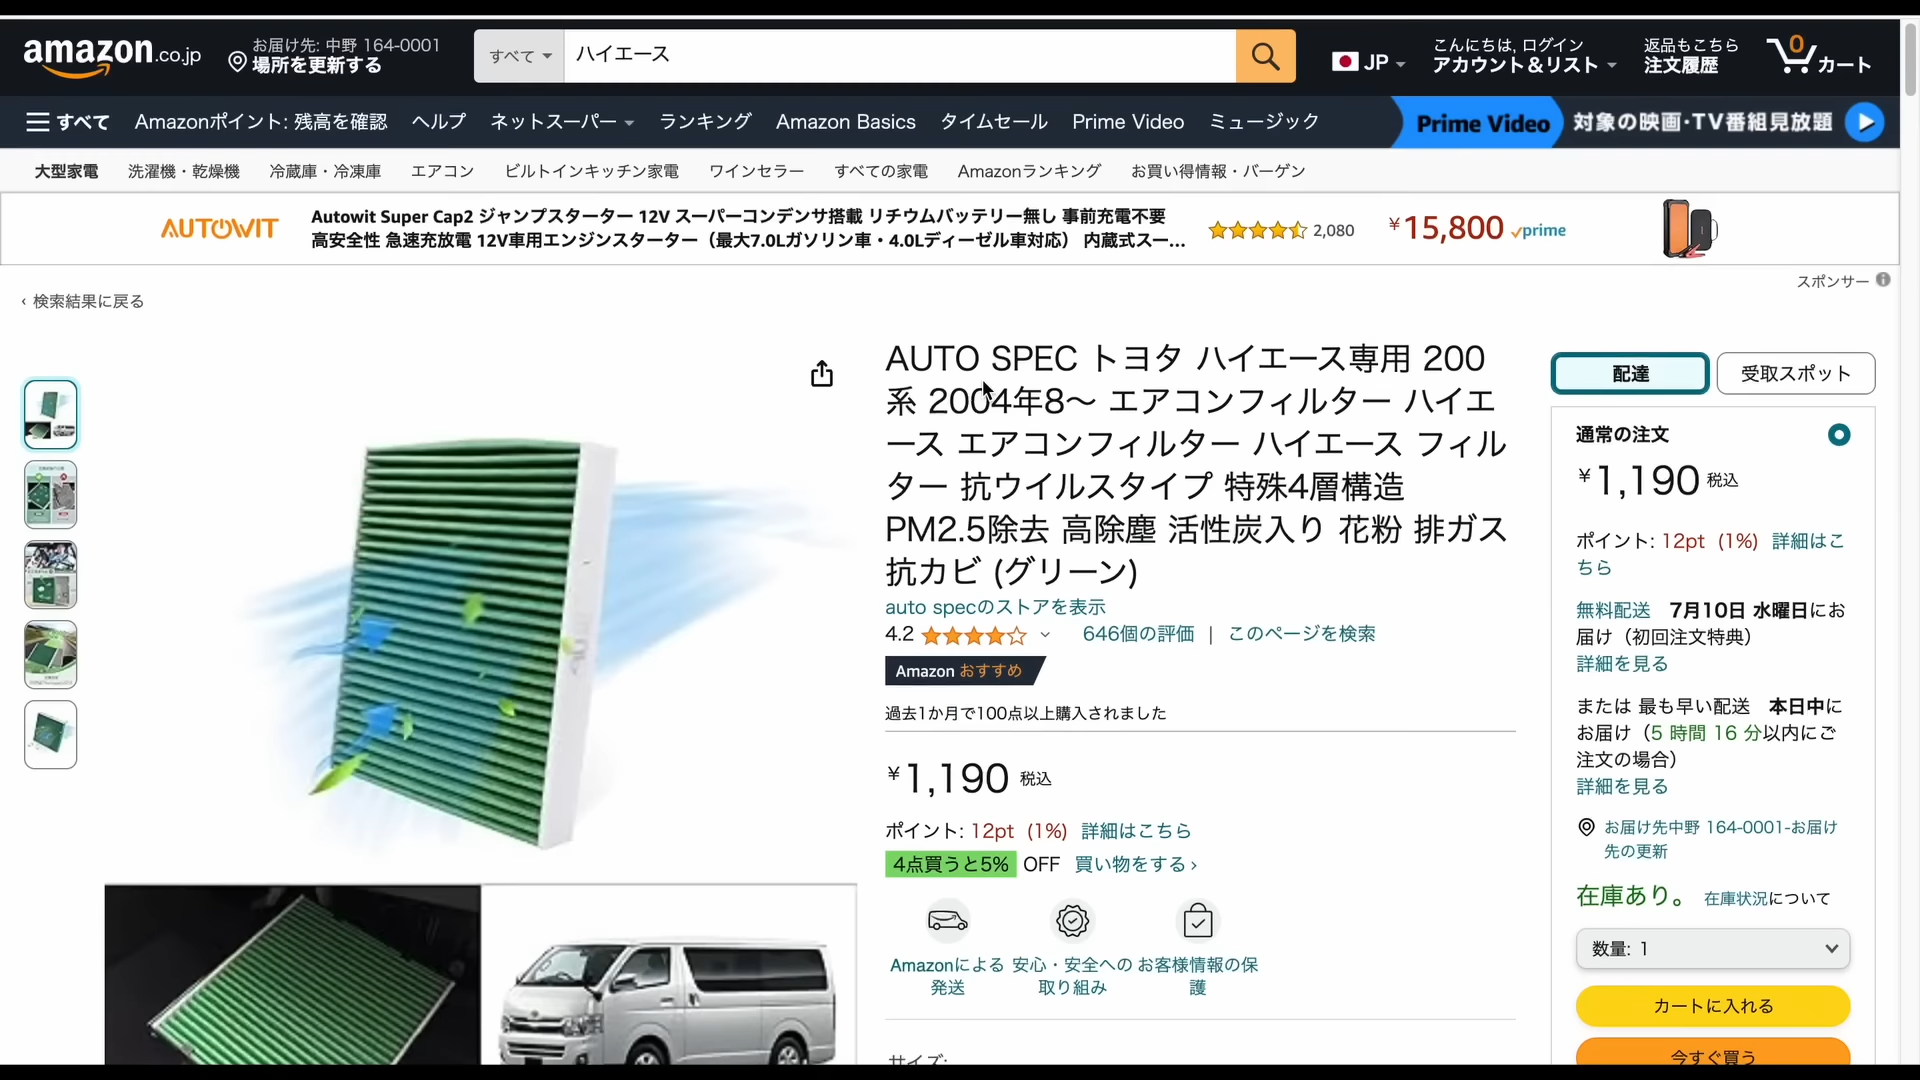 amazon.co.jp
お届け先: 中野 164-0001
場所を更新する
すべて
ハイエース
JP
こんにちは, ログイン
アカウント＆リスト
返品もこちら
注文履歴
0
カート
すべて
Amazonポイント: 残高を確認
ヘルプ
ネットスーパー
ランキング
Amazon Basics
タイムセール
Prime Video
ミュージック
Prime Video 対象の映画・TV番組見放題
大型家電
洗濯機・乾燥機
冷蔵庫・冷凍庫
エアコン
ビルトインキッチン家電
ワインセラー
すべての家電
Amazonランキング
お買い得情報・バーゲン
AUTOWIT
Autowit Super Cap2 ジャンプスターター 12V スーパーコンデンサ搭載 リチウムバッテリー無し 事前充電不要
高安全性 急速充放電 12V車用エンジンスターター（最大7.0Lガソリン車・4.0Lディーゼル車対応） 内蔵式スー...
2,080
￥15,800 prime
スポンサー
‹ 検索結果に戻る
AUTO SPEC トヨタ ハイエース専用 200
系 2004年8〜 エアコンフィルター ハイエ
ース エアコンフィルター ハイエース フィル
ター 抗ウイルスタイプ 特殊4層構造
PM2.5除去 高除塵 活性炭入り 花粉 排ガス
抗カビ (グリーン)
auto specのストアを表示
4.2
646個の評価 | このページを検索
Amazon おすすめ
過去1か月で100点以上購入されました
￥1,190 税込
ポイント: 12pt (1%) 詳細はこちら
4点買うと5% OFF 買い物をする ›
Amazonによる
発送
安心・安全への
取り組み
お客様情報の保
護
サイズ:
配達
受取スポット
通常の注文
￥1,190 税込
ポイント: 12pt (1%) 詳細はこ
ちら
無料配送 7月10日 水曜日にお
届け（初回注文特典）
詳細を見る
または 最も早い配送 本日中に
お届け（5 時間 16 分以内にご
注文の場合）
詳細を見る
お届け先中野 164-0001-お届け
先の更新
在庫あり。 在庫状況について
数量: 1
カートに入れる
今すぐ買う